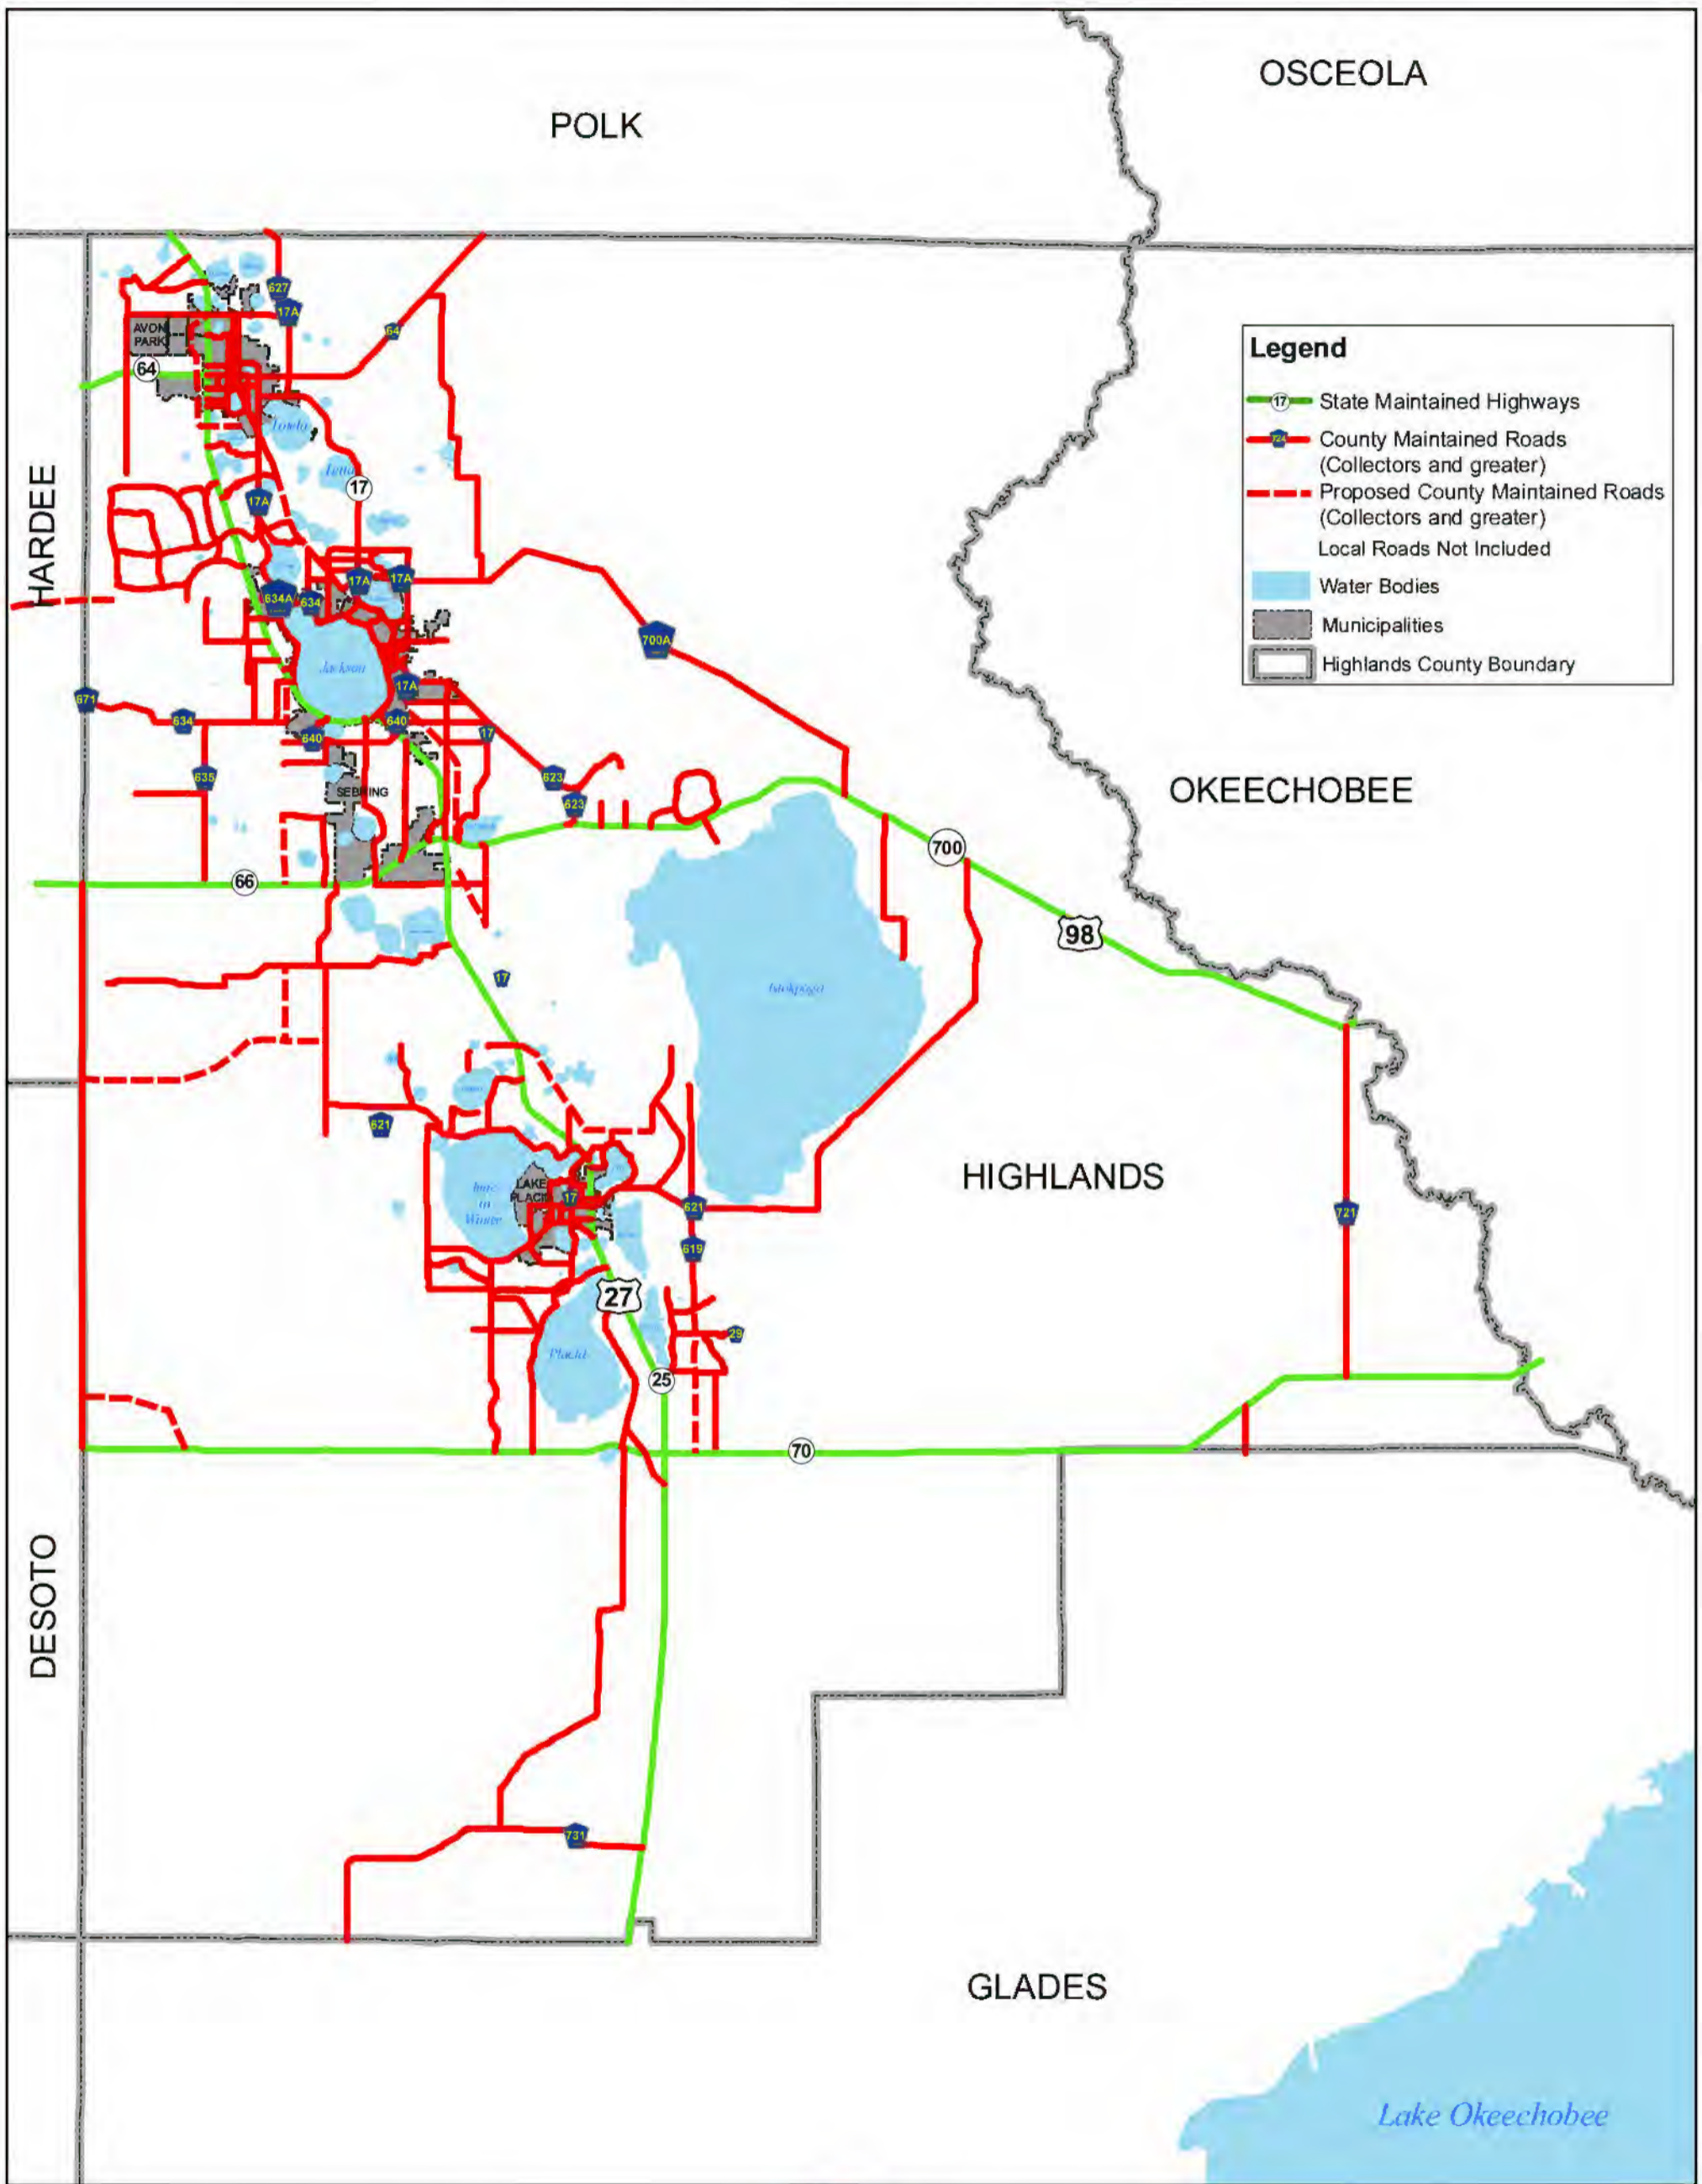 OSCEOLA
POLK
627
17A
64
AVON
PARK
64
Legend
17 State Maintained Highways
724 County Maintained Roads
(Collectors and greater)
Proposed County Maintained Roads
(Collectors and greater)
Local Roads Not Included
Water Bodies
Municipalities
Highlands County Boundary
HARDEE
17
17A
17A
17A
634A
634
700A
Jackson
17A
671
634
640
640
17
635
623
623
SEBRING
OKEECHOBEE
700
66
98
17
Istokpoga
621
HIGHLANDS
LAKE
PLACID
17
621
721
619
27
29
Placid
25
70
DESOTO
731
GLADES
Lake Okeechobee